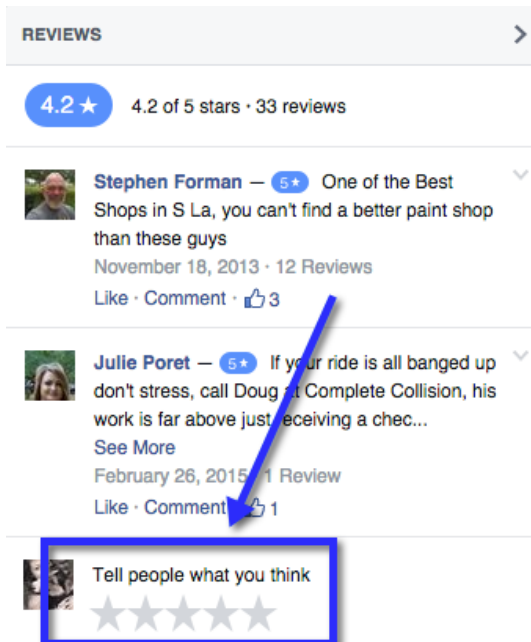 REVIEWS
4.2 ★ 4.2 of 5 stars · 33 reviews
Stephen Forman — 5★ One of the Best
Shops in S La, you can't find a better paint shop
than these guys
November 18, 2013 · 12 Reviews
Like · Comment · 3
Julie Poret — 5★ If your ride is all banged up
don't stress, call Doug at Complete Collision, his
work is far above just receiving a chec...
See More
February 26, 2015 · 1 Review
Like · Comment · 1
Tell people what you think